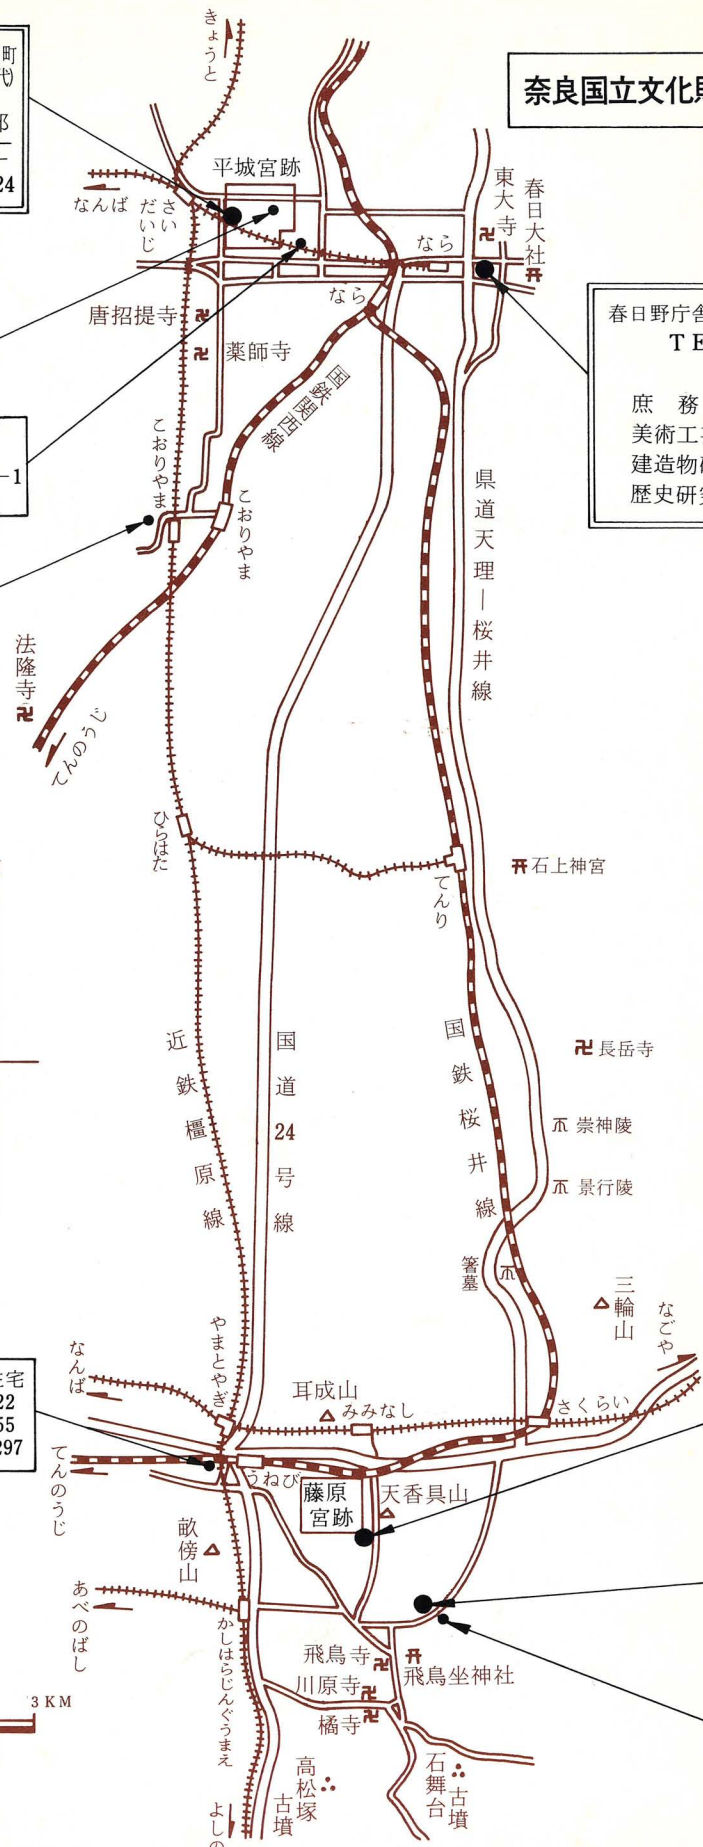 きょうと
町
代)
部
24
奈良国立文化
平城宮跡
なんば
さい
だいじ
なら
東大寺
春日大社
なら
唐招提寺
薬師寺
国鉄関西線
春日野庁舎
TE
庶務
美術工
建造物
歴史研
-1
こおりやま
こおりやま
県道天理―桜井線
法隆寺
てんのうじ
ひらはた
てんり
石上神宮
近鉄橿原線
国道24号線
国鉄桜井線
長岳寺
崇神陵
景行陵
箸墓
三輪山
なごや
なんば
やまとやぎ
耳成山
みみなし
さくらい
住宅
22
55
297
てんのうじ
うねび
藤原
宮跡
天香具山
畝傍山
あべのばし
かしはらじんぐうまえ
飛鳥寺
飛鳥坐神社
川原寺
橘寺
3KM
高松塚
古墳
石舞台
古墳
よしの